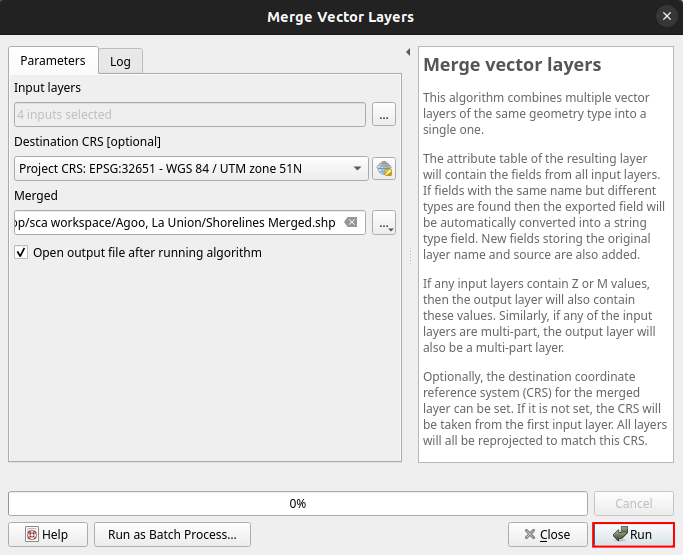 Merge Vector Layers
Parameters
Log
Input layers
4 inputs selected
...
Destination CRS [optional]
Project CRS: EPSG:32651 - WGS 84 / UTM zone 51N
Merged
op/sca workspace/Agoo, La Union/Shorelines Merged.shp
...
Open output file after running algorithm
Merge vector layers
This algorithm combines multiple vector
layers of the same geometry type into a
single one.
The attribute table of the resulting layer
will contain the fields from all input layers.
If fields with the same name but different
types are found then the exported field will
be automatically converted into a string
type field. New fields storing the original
layer name and source are also added.
If any input layers contain Z or M values,
then the output layer will also contain
these values. Similarly, if any of the input
layers are multi-part, the output layer will
also be a multi-part layer.
Optionally, the destination coordinate
reference system (CRS) for the merged
layer can be set. If it is not set, the CRS will
be taken from the first input layer. All layers
will all be reprojected to match this CRS.
0%
Cancel
Help
Run as Batch Process...
Close
Run